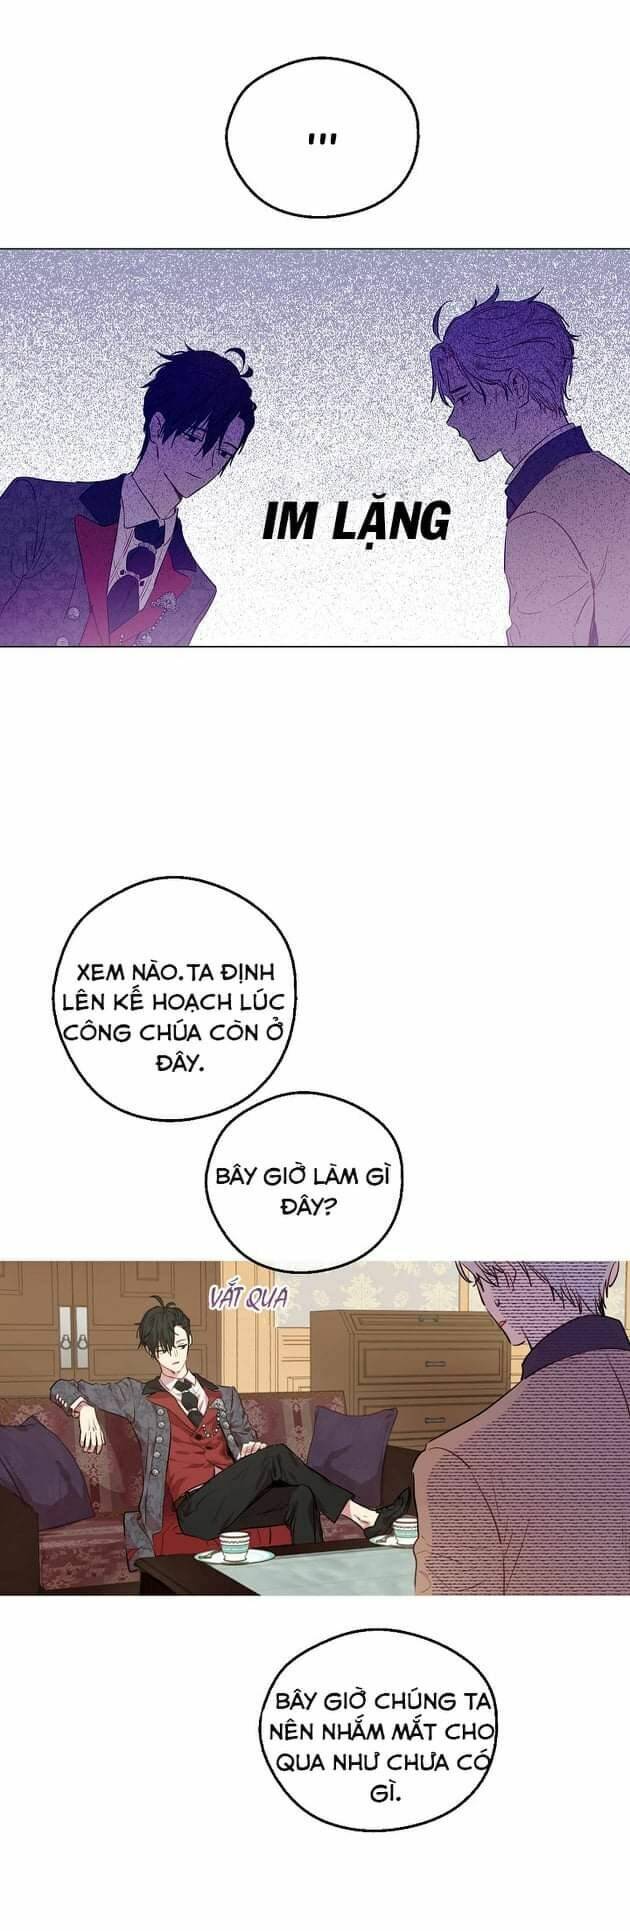 ...
IM LẶNG
XEM NÀO.TA ĐỊNH
LÊN KẾ HOẠCH LÚC
CÔNG CHÚA CÒN Ở
ĐÂY.
BÂY GIỜ LÀM GÌ
ĐÂY?
VẮT QUA
BÂY GIỜ CHÚNG TA
NÊN NHẮM MẮT CHO
QUA NHƯ CHƯA CÓ
GÌ.